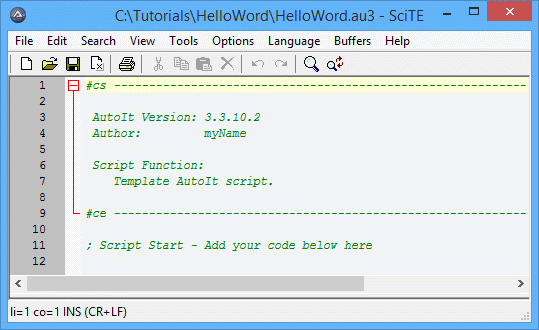 C:\Tutorials\HelloWord\HelloWord.au3 - SciTE
File Edit Search View Tools Options Language Buffers Help
1 #cs ----------------------------------------------------------------
2
3 AutoIt Version: 3.3.10.2
4 Author: myName
5
6 Script Function:
7 Template AutoIt script.
8
9 #ce ----------------------------------------------------------------
10
11 ; Script Start - Add your code below here
12
li=1 co=1 INS (CR+LF)